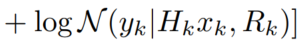 + log 𝒩(y_k|H_k x_k, R_k)]